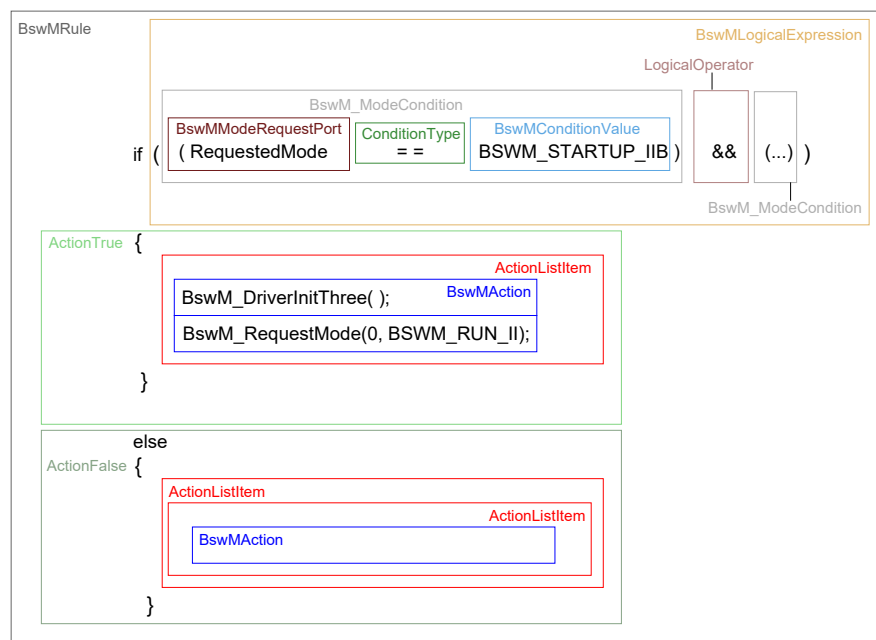 BswMRule
BswMLogicalExpression
LogicalOperator
BswM_ModeCondition
BswMModeRequestPort ConditionType BswMConditionValue
if ( ( RequestedMode = = BSWM_STARTUP_IIB ) && (...) )
BswM_ModeCondition
ActionTrue {
ActionListItem
BswM_DriverInitThree( ); BswMAction
BswM_RequestMode(0, BSWM_RUN_II);
}
else
ActionFalse {
ActionListItem
ActionListItem
BswMAction
}